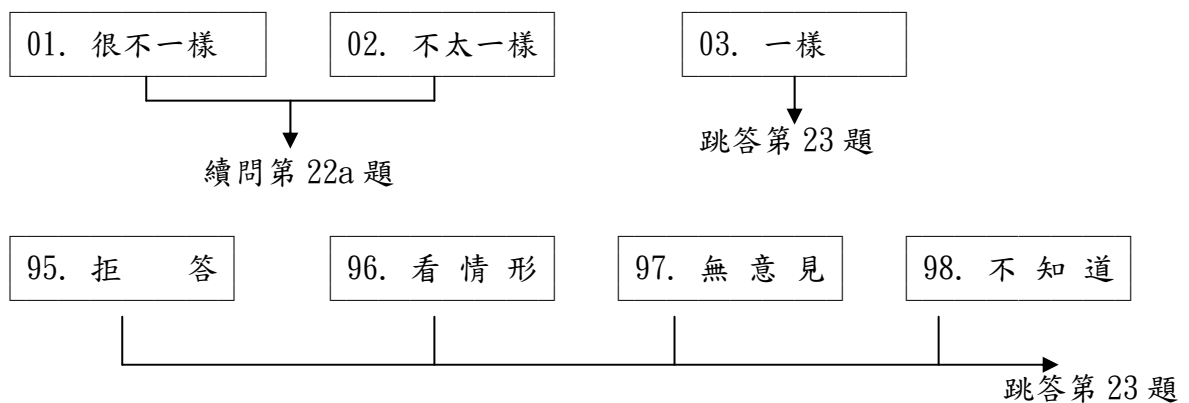 01. 很不一樣 02. 不太一樣 03. 一樣
跳答第 23 題
續問第 22a 題
95. 拒 答 96. 看 情 形 97. 無 意 見 98. 不 知 道
跳答第 23 題